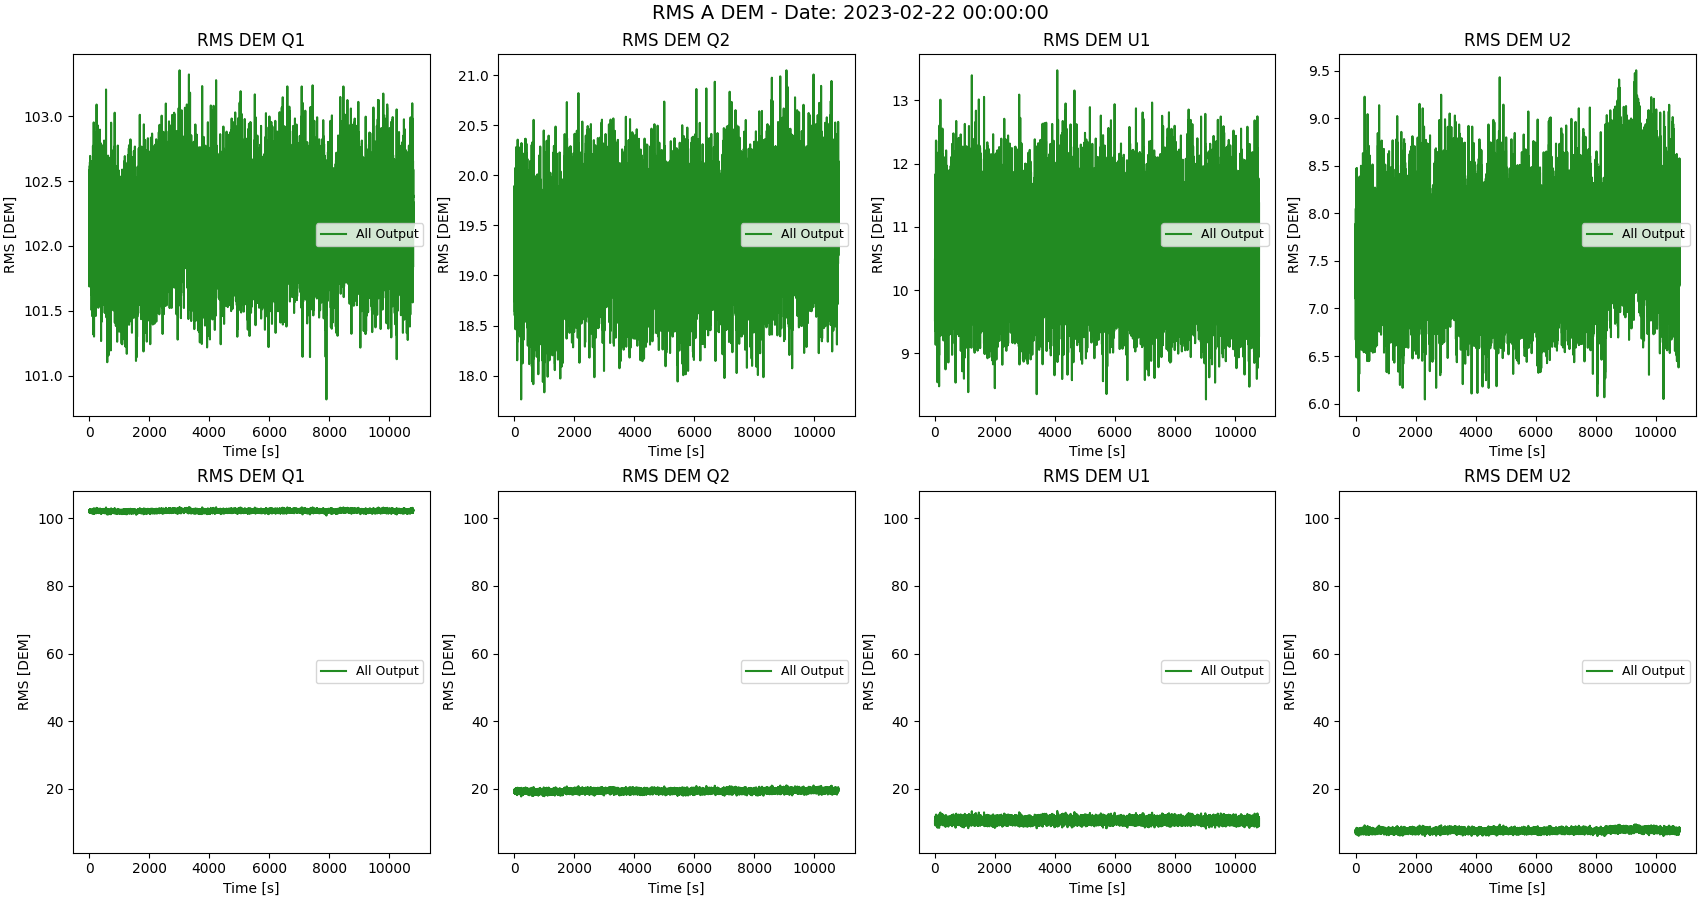 RMS A DEM - Date: 2023-02-22 00:00:00
RMS DEM Q1
RMS [DEM]
103.0
102.5
102.0
101.5
101.0
All Output
0 2000 4000 6000 8000 10000
Time [s]
RMS DEM Q2
RMS [DEM]
21.0
20.5
20.0
19.5
19.0
18.5
18.0
All Output
0 2000 4000 6000 8000 10000
Time [s]
RMS DEM U1
RMS [DEM]
13
12
11
10
9
All Output
0 2000 4000 6000 8000 10000
Time [s]
RMS DEM U2
RMS [DEM]
9.5
9.0
8.5
8.0
7.5
7.0
6.5
6.0
All Output
0 2000 4000 6000 8000 10000
Time [s]
RMS DEM Q1
RMS [DEM]
100
80
60
40
20
All Output
0 2000 4000 6000 8000 10000
Time [s]
RMS DEM Q2
RMS [DEM]
100
80
60
40
20
All Output
0 2000 4000 6000 8000 10000
Time [s]
RMS DEM U1
RMS [DEM]
100
80
60
40
20
All Output
0 2000 4000 6000 8000 10000
Time [s]
RMS DEM U2
RMS [DEM]
100
80
60
40
20
All Output
0 2000 4000 6000 8000 10000
Time [s]